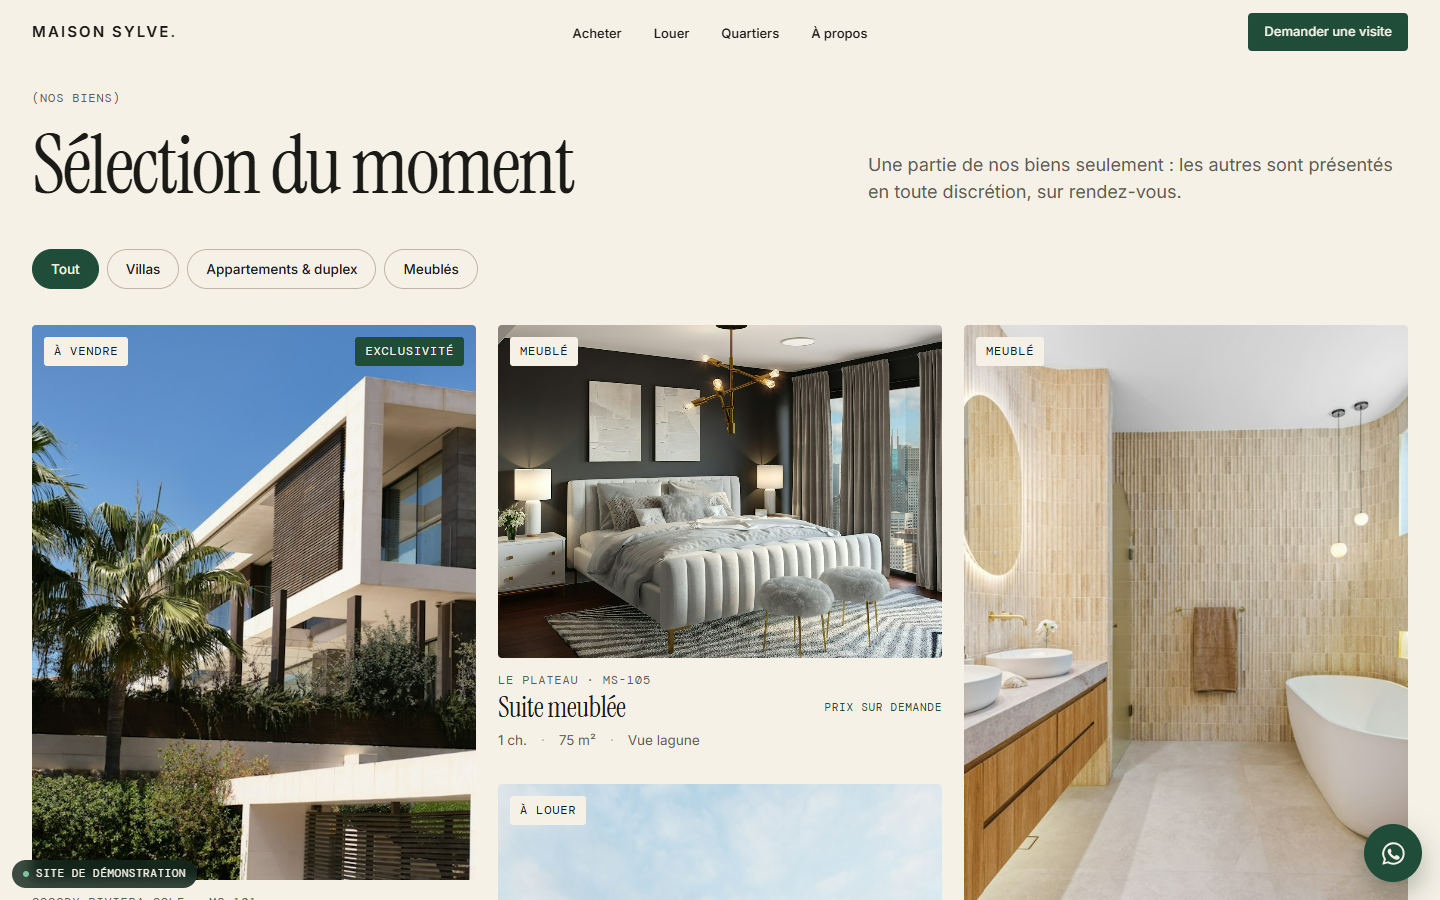 MAISON SYLVE.
Acheter
Louer
Quartiers
À propos
Demander une visite
(NOS BIENS)
Sélection du moment
Une partie de nos biens seulement : les autres sont présentés
en toute discrétion, sur rendez-vous.
Tout
Villas
Appartements & duplex
Meublés
À VENDRE
EXCLUSIVITÉ
MEUBLÉ
LE PLATEAU · MS-105
Suite meublée
PRIX SUR DEMANDE
1 ch. · 75 m² · Vue lagune
À LOUER
MEUBLÉ
SITE DE DÉMONSTRATION